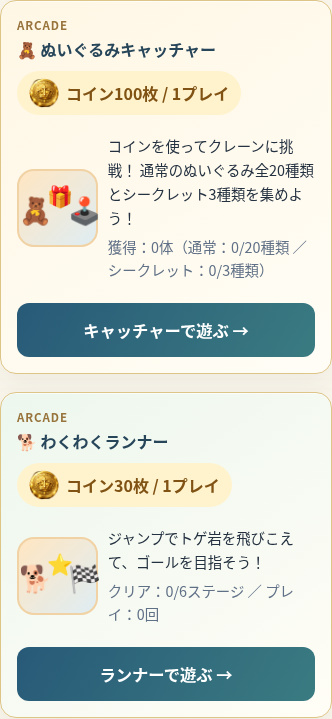 ARCADE
🧸 ぬいぐるみキャッチャー
コイン100枚 / 1プレイ
コインを使ってクレーンに挑
戦！ 通常のぬいぐるみ全20種類
とシークレット3種類を集めよ
う！
獲得：0体（通常：0/20種類 ／
シークレット：0/3種類）
キャッチャーで遊ぶ →
ARCADE
🐕 わくわくランナー
コイン30枚 / 1プレイ
ジャンプでトゲ岩を飛びこえ
て、ゴールを目指そう！
クリア：0/6ステージ ／ プレ
イ：0回
ランナーで遊ぶ →